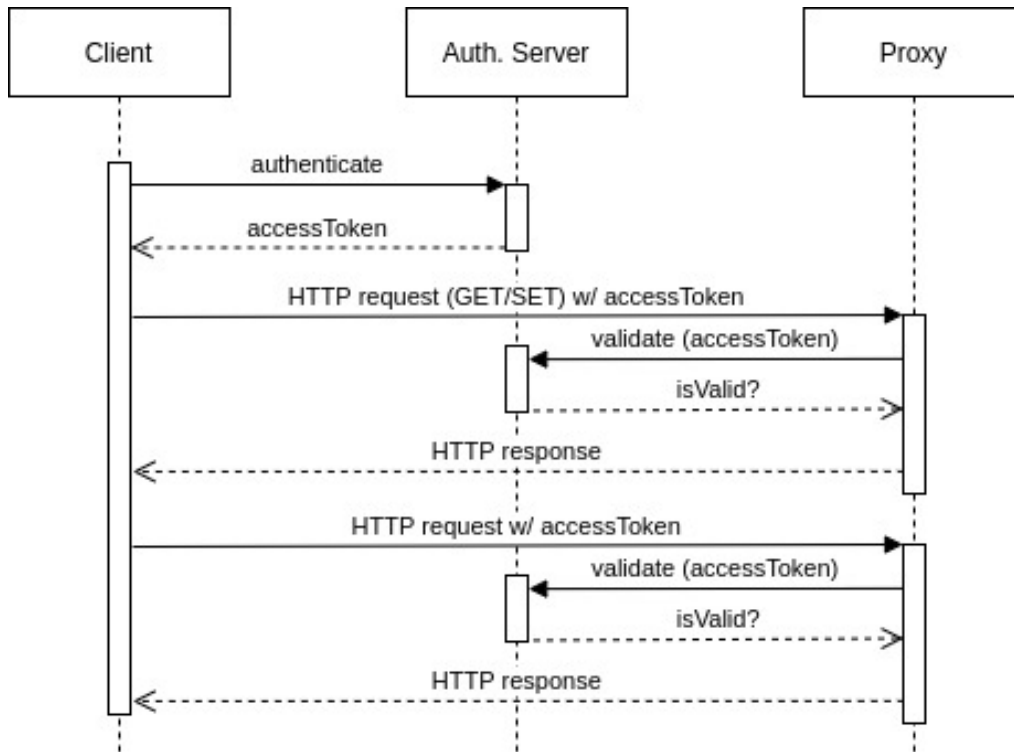 Client
Auth. Server
Proxy
authenticate
accessToken
HTTP request (GET/SET) w/ accessToken
validate (accessToken)
isValid?
HTTP response
HTTP request w/ accessToken
validate (accessToken)
isValid?
HTTP response